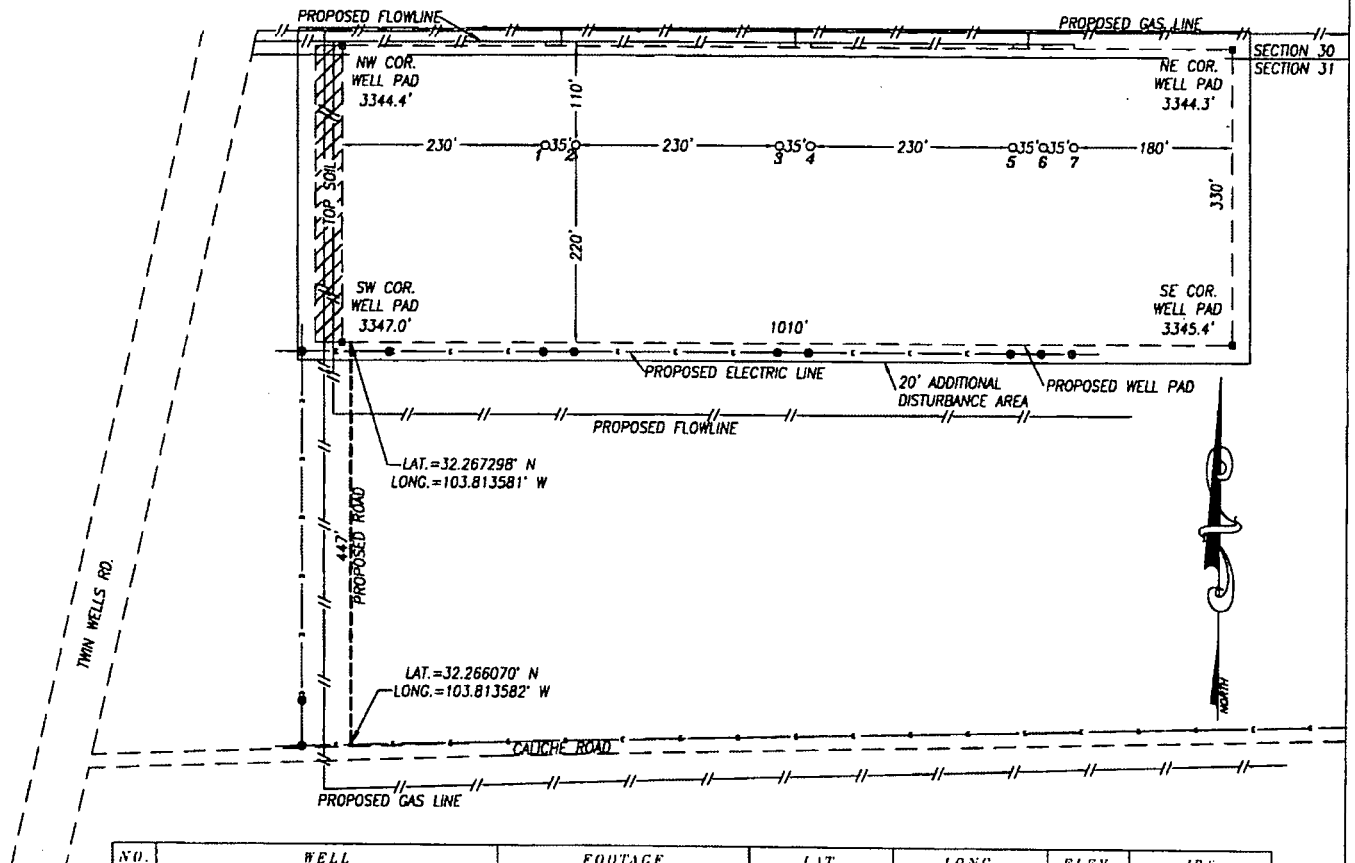 PROPOSED FLOWLINE
PROPOSED GAS LINE
SECTION 30
SECTION 31
NW COR.
WELL PAD
3344.4'
NE COR.
WELL PAD
3344.3'
110'
230'
35'
230'
35'
230'
35'
35'
180'
1
2
3
4
5
6
7
TOP SOIL
220'
330'
SW COR.
WELL PAD
3347.0'
SE COR.
WELL PAD
3345.4'
1010'
PROPOSED ELECTRIC LINE
20' ADDITIONAL
DISTURBANCE AREA
PROPOSED WELL PAD
PROPOSED FLOWLINE
LAT.=32.267298° N
LONG.=103.813581° W
447'
PROPOSED ROAD
TWIN WELLS RD.
LAT.=32.266070° N
LONG.=103.813582° W
NORTH
CALICHE ROAD
PROPOSED GAS LINE
NO.
WELL
FOOTAGE
LAT
LONG
ELEV